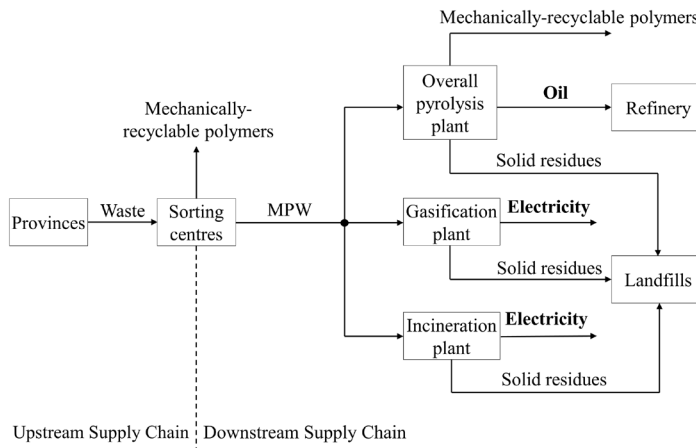 Mechanically-recyclable polymers
Overall
pyrolysis
plant
Oil
Refinery
Mechanically-
recyclable polymers
Solid residues
Provinces
Waste
Sorting
centres
MPW
Gasification
plant
Electricity
Solid residues
Landfills
Incineration
plant
Electricity
Solid residues
Upstream Supply Chain
Downstream Supply Chain